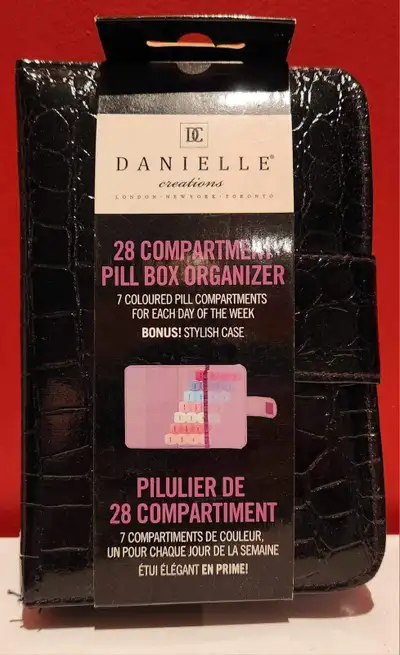 DC
DANIELLE®
creations
LONDON·NEW YORK·TORONTO
28 COMPARTMENT
PILL BOX ORGANIZER
7 COLOURED PILL COMPARTMENTS
FOR EACH DAY OF THE WEEK
BONUS! STYLISH CASE
PILULIER DE
28 COMPARTIMENT
7 COMPARTIMENTS DE COULEUR,
UN POUR CHAQUE JOUR DE LA SEMAINE
ÉTUI ÉLÉGANT EN PRIME!